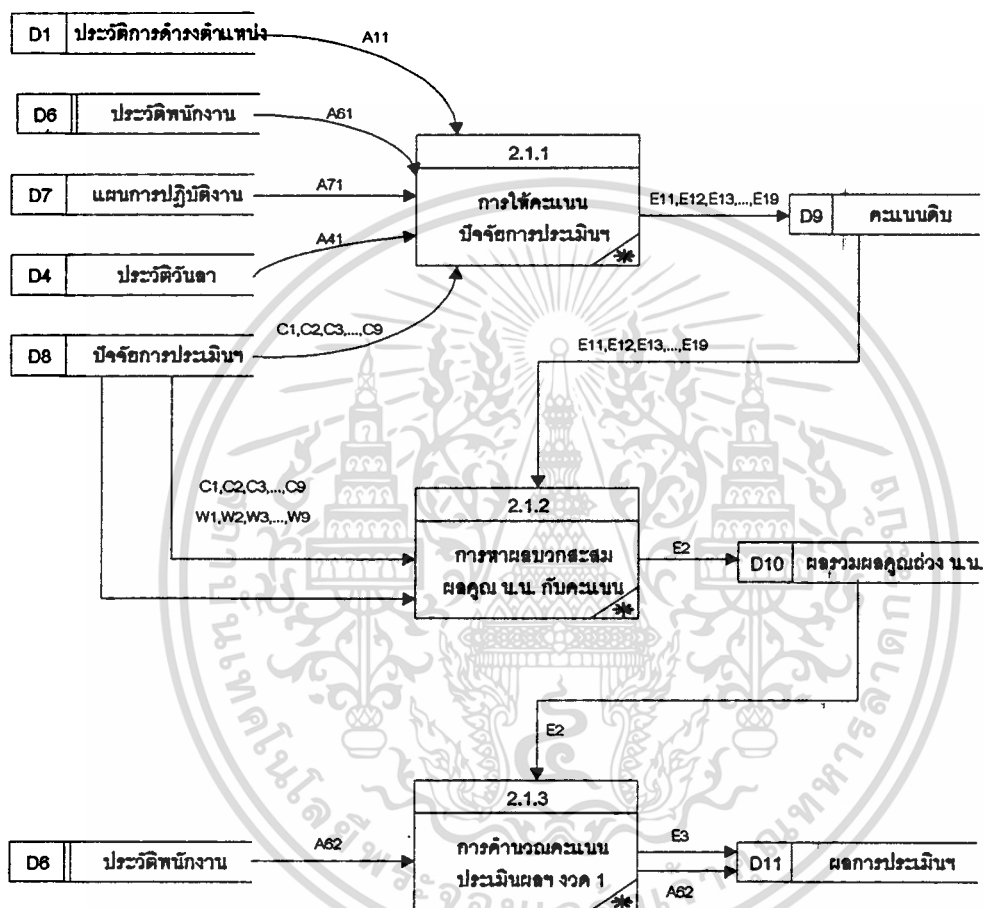 D1 ประวัติการดำรงตำแหน่ง
A11
D6 ประวัติพนักงาน
A61
2.1.1
D7 แผนการปฏิบัติงาน
A71
การให้คะแนน
ปัจจัยการประเมินฯ
E11,E12,E13,...,E19
D9 คะแนนดิบ
D4 ประวัติวันลา
A41
C1,C2,C3,...,C9
D8 ปัจจัยการประเมินฯ
E11,E12,E13,...,E19
C1,C2,C3,...,C9
W1,W2,W3,...,W9
2.1.2
การหาผลบวกสะสม
ผลคูณ น.น. กับคะแนน
E2
D10 ผลรวมผลคูณถ่วง น.น.
E2
2.1.3
D6 ประวัติพนักงาน
A62
การคำนวณคะแนน
ประเมินผลฯ งวด 1
E3
A62
D11 ผลการประเมินฯ